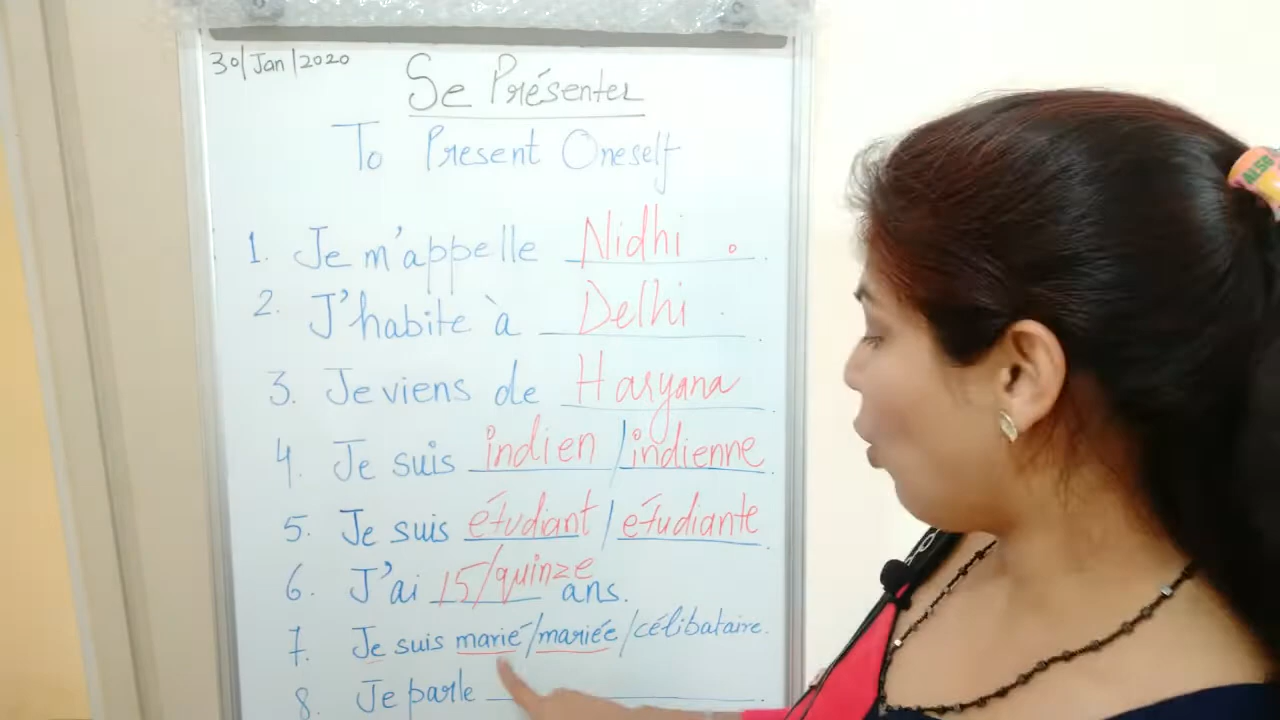 30/Jan/2020
Se Présenter
To Present Oneself
1. Je m'appelle Nidhi.
2. J'habite à Delhi.
3. Je viens de Haryana.
4. Je suis indien/indienne.
5. Je suis étudiant/étudiante.
6. J'ai 15/quinze ans.
7. Je suis marié/mariée/célibataire.
8. Je parle ____.
ALSG